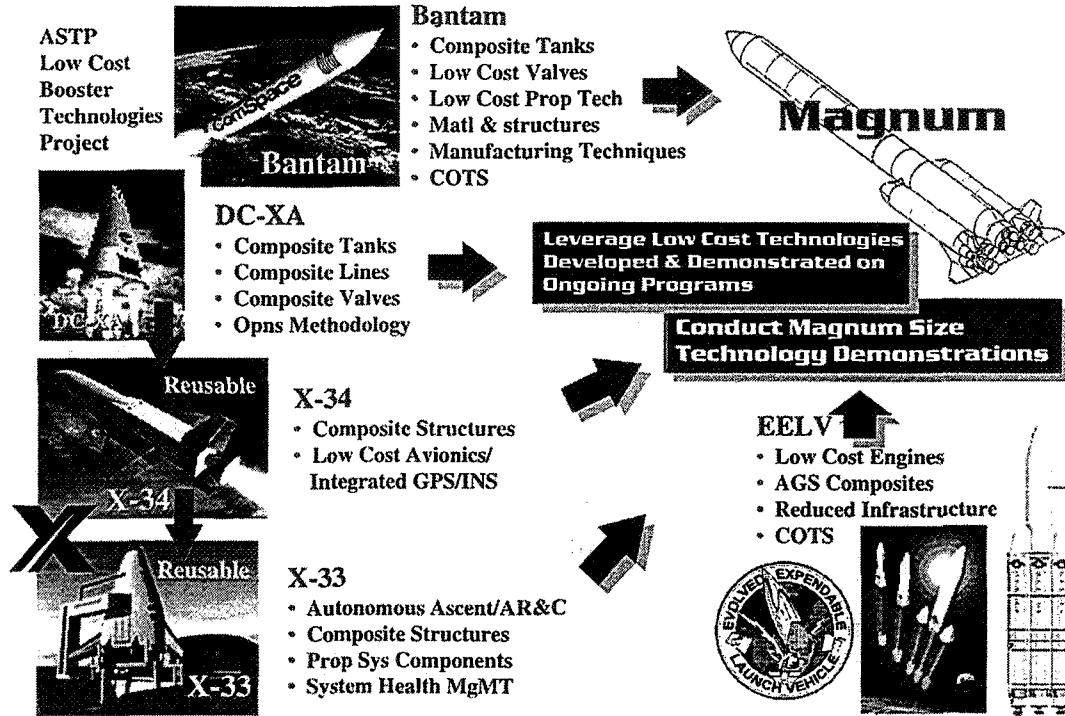 ASTP
Low Cost
Booster
Technologies
Project
ComSpace
Bantam
Bantam
• Composite Tanks
• Low Cost Valves
• Low Cost Prop Tech
• Matl & structures
• Manufacturing Techniques
• COTS
Magnum
DC-XA
DC-XA
• Composite Tanks
• Composite Lines
• Composite Valves
• Opns Methodology
Leverage Low Cost Technologies
Developed & Demonstrated on
Ongoing Programs
Conduct Magnum Size
Technology Demonstrations
Reusable
X-34
X-34
• Composite Structures
• Low Cost Avionics/
Integrated GPS/INS
EELV
• Low Cost Engines
• AGS Composites
• Reduced Infrastructure
• COTS
X
Reusable
X-33
X-33
• Autonomous Ascent/AR&C
• Composite Structures
• Prop Sys Components
• System Health MgMT
EVOLVED EXPENDABLE
LAUNCH VEHICLE